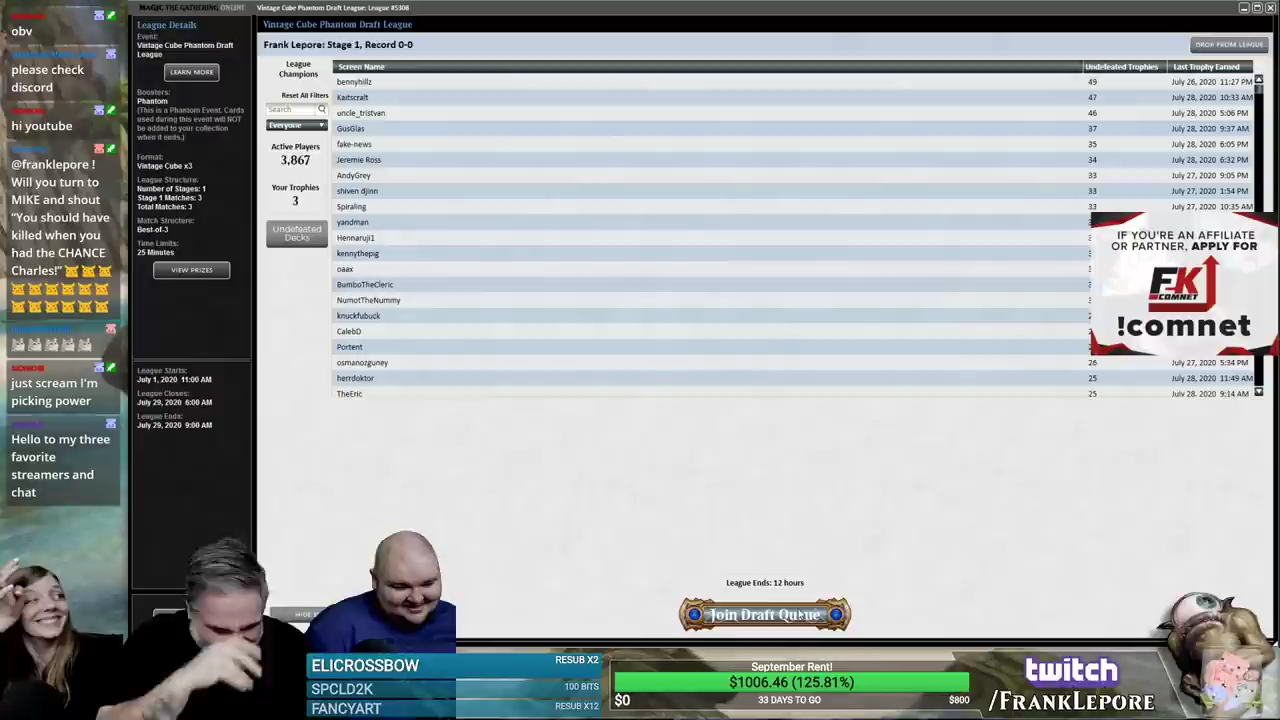 obv
please check
discord
hi youtube
@franklepore !
Will you turn to
MIKE and shout
“You should have
killed when you
had the CHANCE
Charles!”
just scream I'm
picking power
Hello to my three
favorite
streamers and
chat
MAGIC THE GATHERING ONLINE
Vintage Cube Phantom Draft League: League #5308
League Details
Event:
Vintage Cube Phantom Draft
League
LEARN MORE
Boosters:
Phantom
(This is a Phantom Event. Cards
used during this event will NOT
be added to your collection
when it ends.)
Format:
Vintage Cube x3
League Structure:
Number of Stages: 1
Stage 1 Matches: 3
Total Matches: 3
Match Structure:
Best-of-3
Time Limits:
25 Minutes
VIEW PRIZES
League Starts:
July 1, 2020 11:00 AM
League Closes:
July 29, 2020 6:00 AM
League Ends:
July 29, 2020 9:00 AM
Vintage Cube Phantom Draft League
Frank Lepore: Stage 1, Record 0-0
DROP FROM LEAGUE
League
Champions
Reset All Filters
Search
Everyone
Active Players
3,867
Your Trophies
3
Undefeated
Decks
Screen Name Undefeated Trophies Last Trophy Earned
bennyhillz 49 July 26, 2020 11:27 PM
Kaitscralt 47 July 28, 2020 10:33 AM
uncle_tristvan 46 July 28, 2020 5:06 PM
GusGlas 37 July 28, 2020 9:37 AM
fake-news 35 July 28, 2020 6:05 PM
Jeremie Ross 34 July 28, 2020 6:32 PM
AndyGrey 33 July 27, 2020 9:05 PM
shiven djinn 33 July 27, 2020 1:54 PM
Spiraling 33 July 27, 2020 10:35 AM
yandman
Hennaruji1
kennythepig
oaax
BumboTheCleric
NumotTheNummy
knuckfubuck
CalebD
Portent
osmanozguney 26 July 27, 2020 5:34 PM
herrdoktor 25 July 28, 2020 11:49 AM
TheEric 25 July 28, 2020 9:14 AM
IF YOU'RE AN AFFILIATE
OR PARTNER, APPLY FOR
FK
COMNET
!comnet
League Ends: 12 hours
Join Draft Queue
HIDE
ELICROSSBOW RESUB X2
SPCLD2K 100 BITS
FANCYART RESUB X12
September Rent!
$1006.46 (125.81%)
$0 33 DAYS TO GO $800
twitch
/FRANKLEPORE